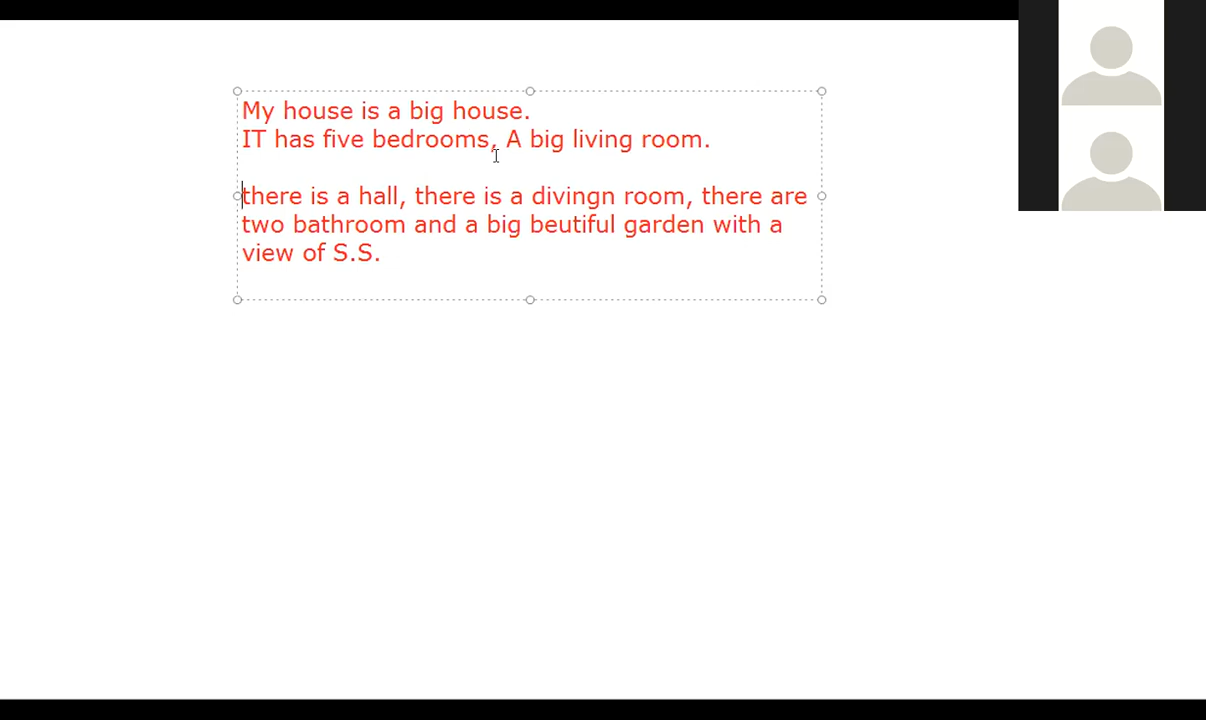 My house is a big house.
IT has five bedrooms, A big living room.
there is a hall, there is a divingn room, there are
two bathroom and a big beutiful garden with a
view of S.S.